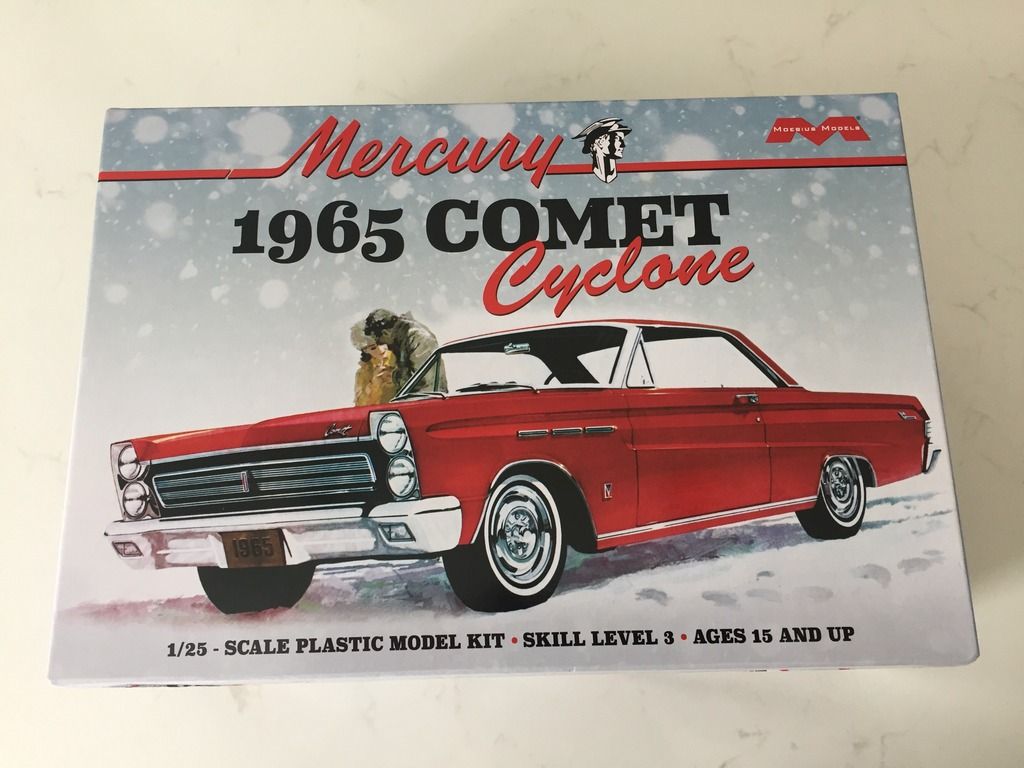 Mercury
MOEBIUS MODELS
1965 COMET
Cyclone
Comet
1965
1/25 - SCALE PLASTIC MODEL KIT • SKILL LEVEL 3 • AGES 15 AND UP